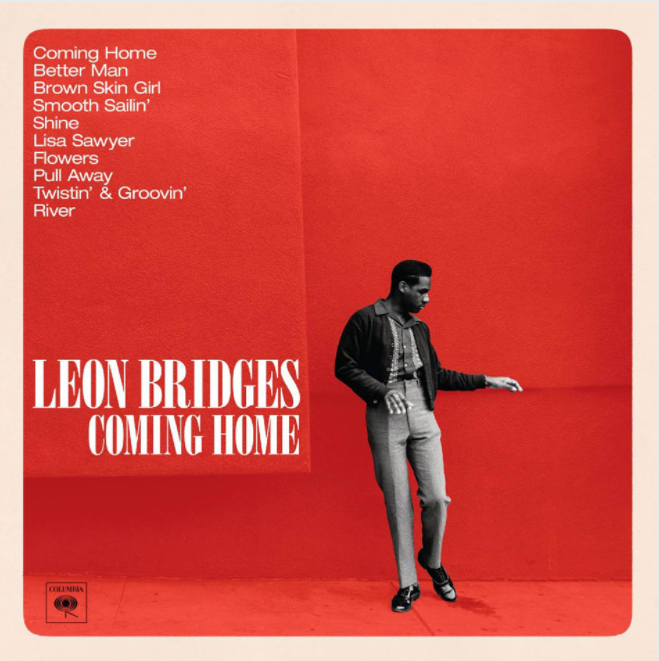 Coming Home
Better Man
Brown Skin Girl
Smooth Sailin’
Shine
Lisa Sawyer
Flowers
Pull Away
Twistin’ & Groovin’
River
LEON BRIDGES
COMING HOME
COLUMBIA